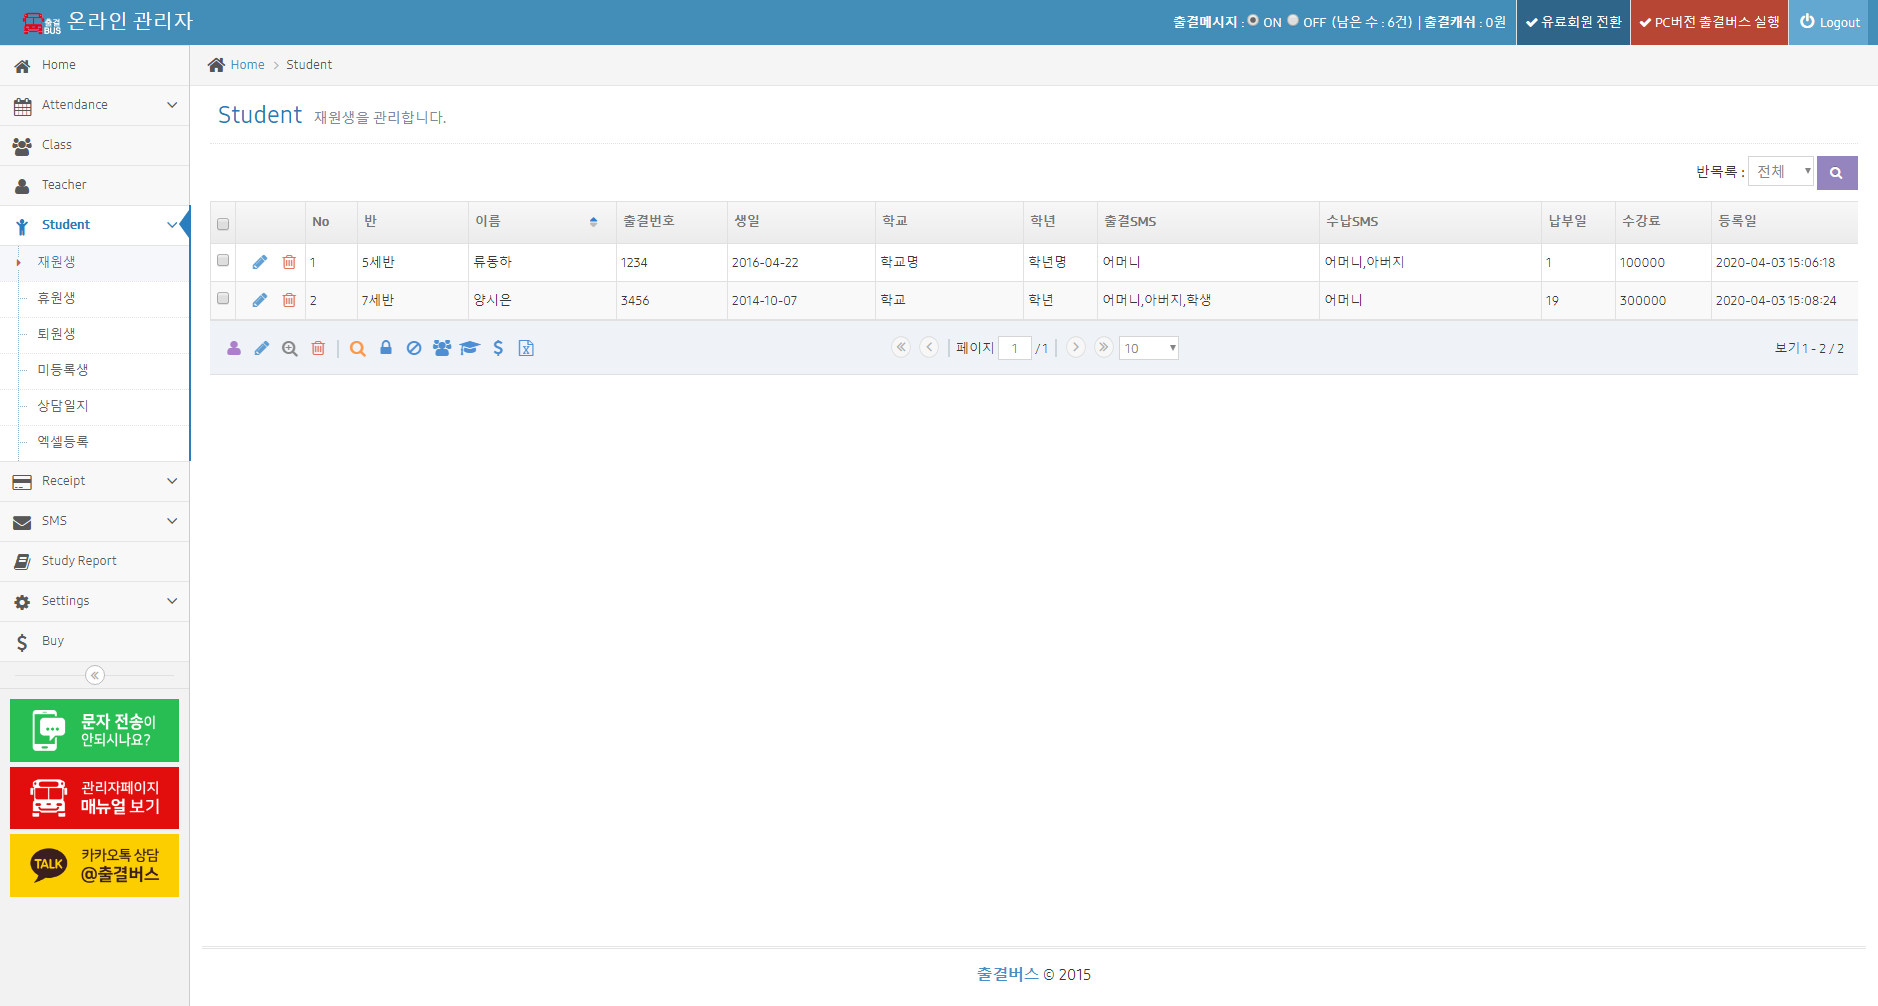 출결BUS 온라인 관리자
출결메시지 : ON OFF (남은 수 : 6건) | 출결캐쉬 : 0원
유료회원 전환
PC버전 출결버스 실행
Logout
Home
Attendance
Class
Teacher
Student
재원생
휴원생
퇴원생
미등록생
상담일지
엑셀등록
Receipt
SMS
Study Report
Settings
Buy
문자 전송이
안되시나요?
관리자페이지
매뉴얼 보기
TALK
카카오톡 상담
@출결버스
Home > Student
Student 재원생을 관리합니다.
반목록 : 전체
No 반 이름 출결번호 생일 학교 학년 출결SMS 수납SMS 납부일 수강료 등록일
1 5세반 류동하 1234 2016-04-22 학교명 학년명 어머니 어머니,아버지 1 100000 2020-04-03 15:06:18
2 7세반 양시은 3456 2014-10-07 학교 학년 어머니,아버지,학생 어머니 19 300000 2020-04-03 15:08:24
페이지 1 / 1 10 보기 1 - 2 / 2
출결버스 © 2015